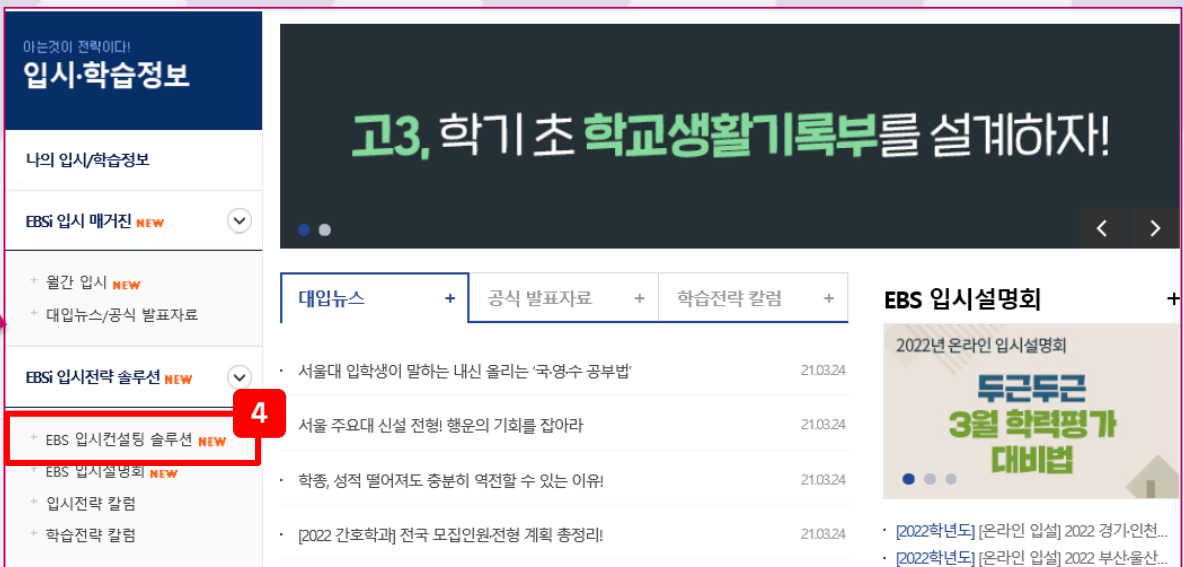 아는것이 전략이다!
입시·학습정보
나의 입시/학습정보
EBSi 입시 매거진 NEW
+ 월간 입시 NEW
+ 대입뉴스/공식 발표자료
EBSi 입시전략 솔루션 NEW
4
+ EBS 입시컨설팅 솔루션 NEW
+ EBS 입시설명회 NEW
+ 입시전략 칼럼
+ 학습전략 칼럼
고3, 학기 초 학교생활기록부를 설계하자!
대입뉴스 +
공식 발표자료 +
학습전략 칼럼 +
· 서울대 입학생이 말하는 내신 올리는 '국·영·수 공부법' 21.03.24
서울 주요대 신설 전형! 행운의 기회를 잡아라 21.03.24
· 학종, 성적 떨어져도 충분히 역전할 수 있는 이유! 21.03.24
· [2022 간호학과] 전국 모집인원·전형 계획 총정리! 21.03.24
EBS 입시설명회 +
2022년 온라인 입시설명회
두근두근
3월 학력평가
대비법
· [2022학년도] [온라인 입설] 2022 경기·인천...
· [2022학년도] [온라인 입설] 2022 부산·울산...